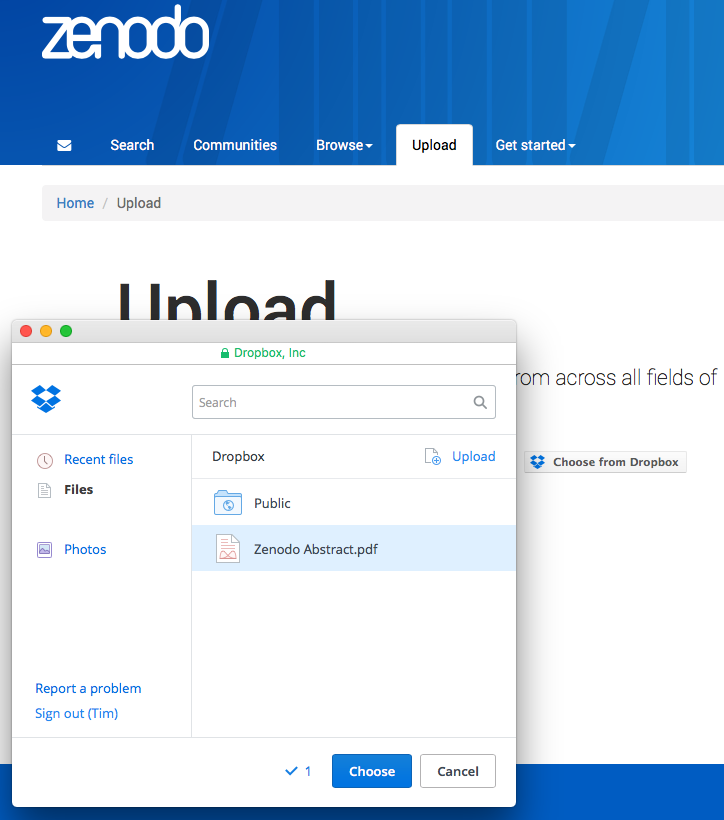 zenodo
Search Communities Browse Upload Get started
Home / Upload
Upload
Dropbox, Inc
rom across all fields of
Search
Recent files
Files
Photos
Dropbox Upload
Choose from Dropbox
Public
Zenodo Abstract.pdf
Report a problem
Sign out (Tim)
1 Choose Cancel